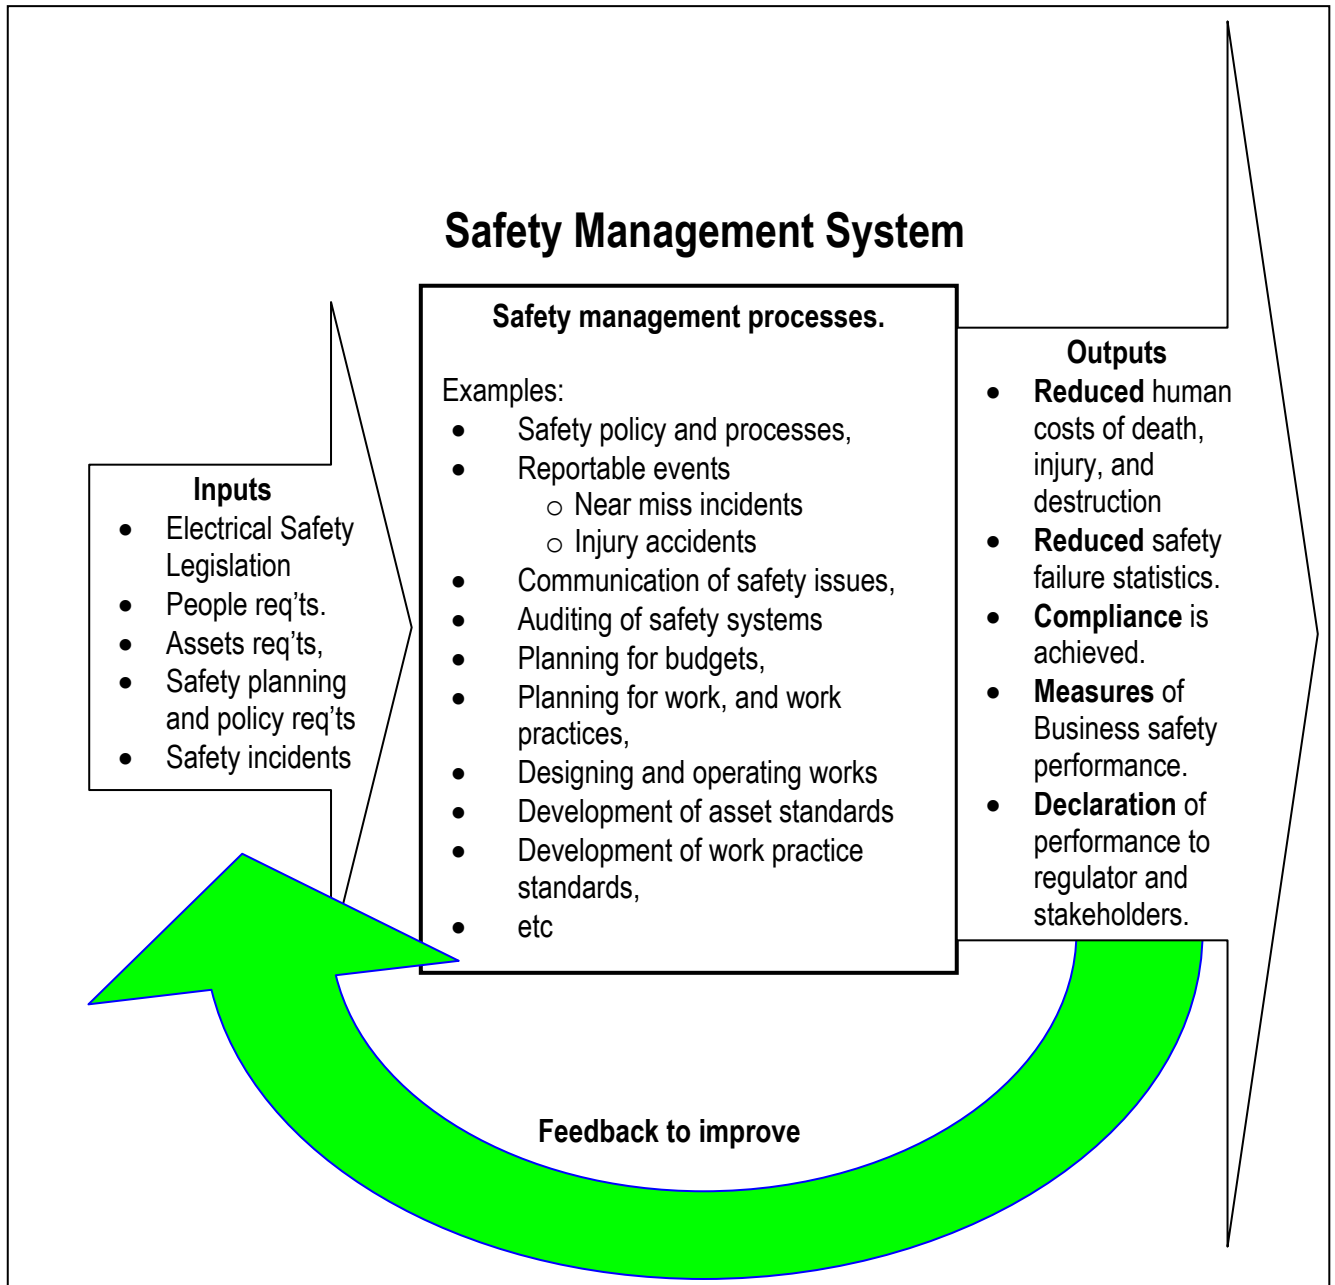 Safety Management System
Inputs
• Electrical Safety
Legislation
• People req’ts.
• Assets req’ts,
• Safety planning
and policy req’ts
• Safety incidents
Safety management processes.
Examples:
• Safety policy and processes,
• Reportable events
o Near miss incidents
o Injury accidents
• Communication of safety issues,
• Auditing of safety systems
• Planning for budgets,
• Planning for work, and work
practices,
• Designing and operating works
• Development of asset standards
• Development of work practice
standards,
• etc
Outputs
• Reduced human
costs of death,
injury, and
destruction
• Reduced safety
failure statistics.
• Compliance is
achieved.
• Measures of
Business safety
performance.
• Declaration of
performance to
regulator and
stakeholders.
Feedback to improve